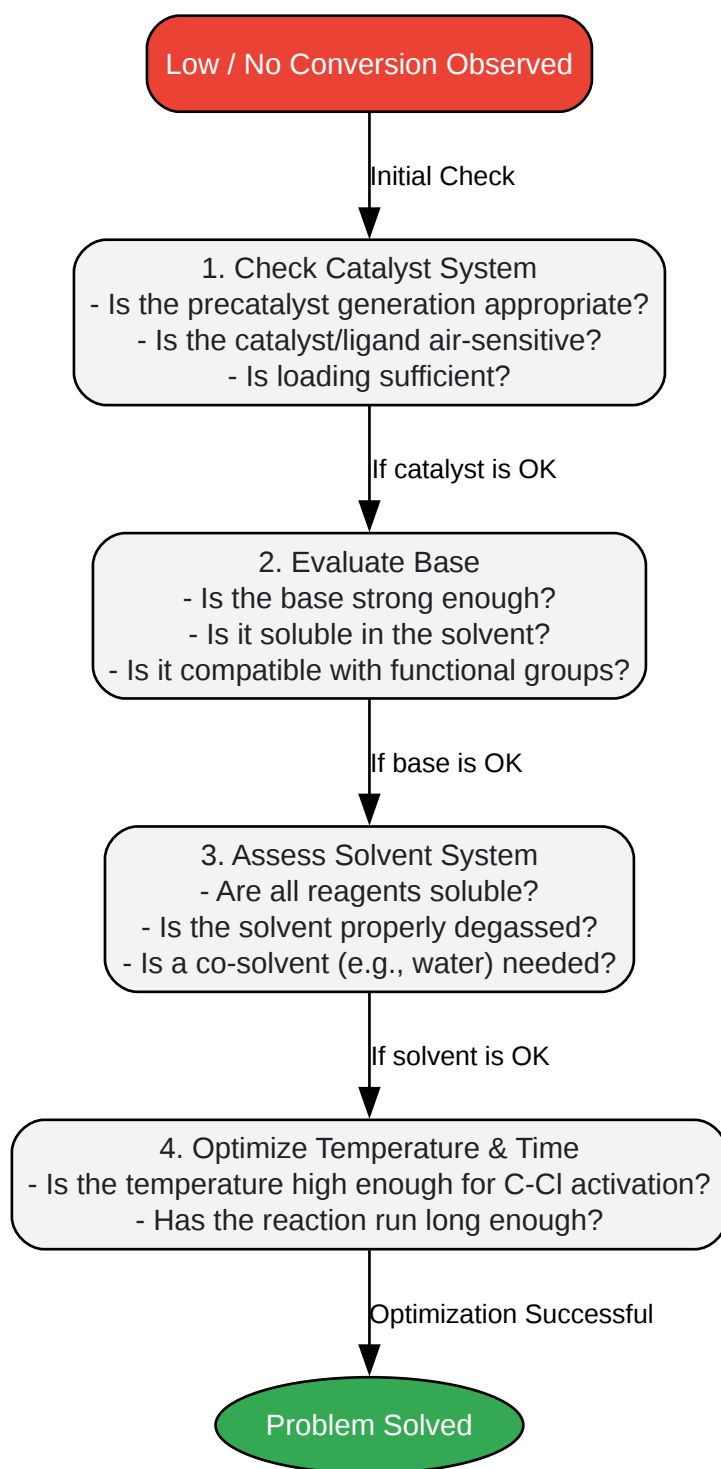 Low / No Conversion Observed
Initial Check
1. Check Catalyst System
- Is the precatalyst generation appropriate?
- Is the catalyst/ligand air-sensitive?
- Is loading sufficient?
If catalyst is OK
2. Evaluate Base
- Is the base strong enough?
- Is it soluble in the solvent?
- Is it compatible with functional groups?
If base is OK
3. Assess Solvent System
- Are all reagents soluble?
- Is the solvent properly degassed?
- Is a co-solvent (e.g., water) needed?
If solvent is OK
4. Optimize Temperature & Time
- Is the temperature high enough for C-Cl activation?
- Has the reaction run long enough?
Optimization Successful
Problem Solved